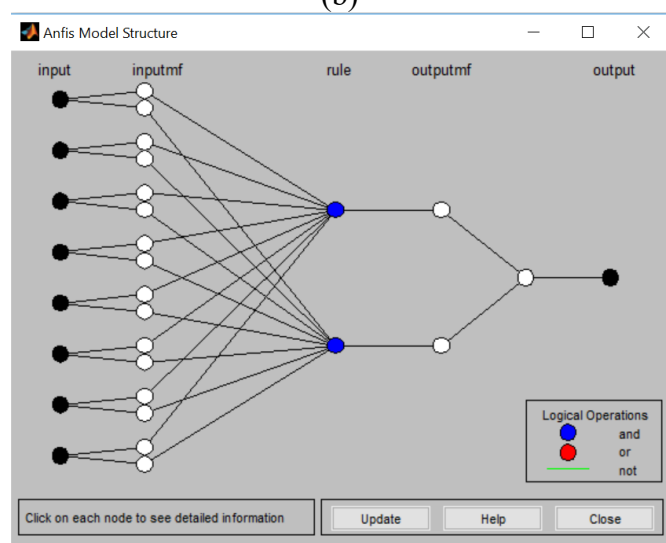 (b)
Anfis Model Structure
input inputmf rule outputmf output
Logical Operations
and
or
not
Click on each node to see detailed information
Update Help Close